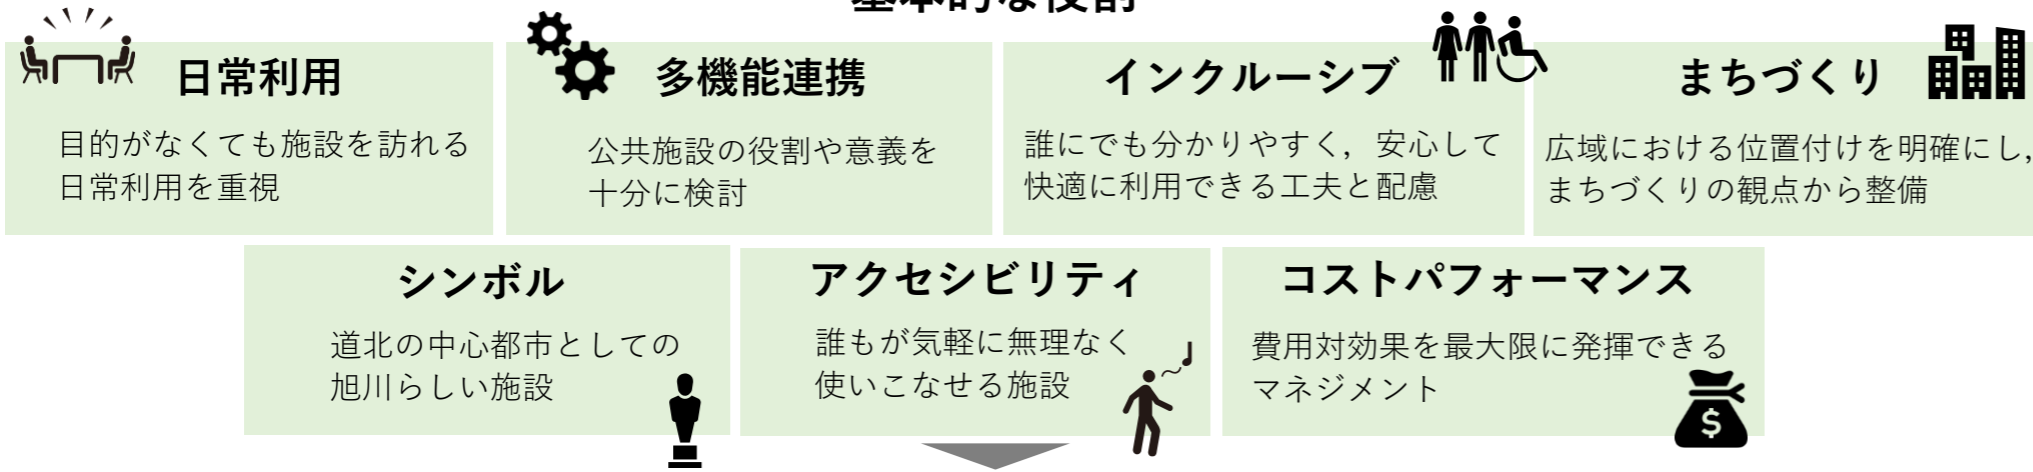 基本的な役割
日常利用
目的がなくても施設を訪れる
日常利用を重視
多機能連携
公共施設の役割や意義を
十分に検討
インクルーシブ
誰にでも分かりやすく，安心して
快適に利用できる工夫と配慮
まちづくり
広域における位置付けを明確にし，
まちづくりの観点から整備
シンボル
道北の中心都市としての
旭川らしい施設
アクセシビリティ
誰もが気軽に無理なく
使いこなせる施設
コストパフォーマンス
費用対効果を最大限に発揮できる
マネジメント
$